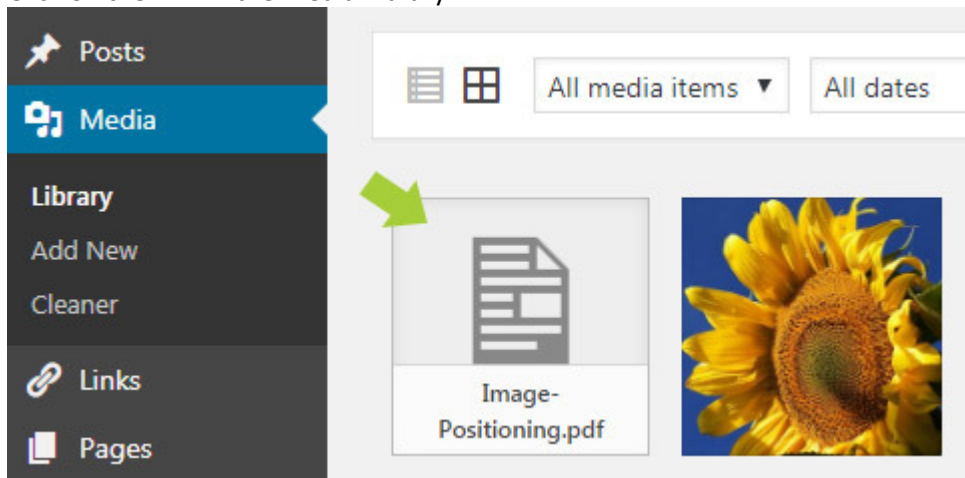 Posts
Media
Library
Add New
Cleaner
Links
Pages
All media items ▼ All dates
Image-
Positioning.pdf